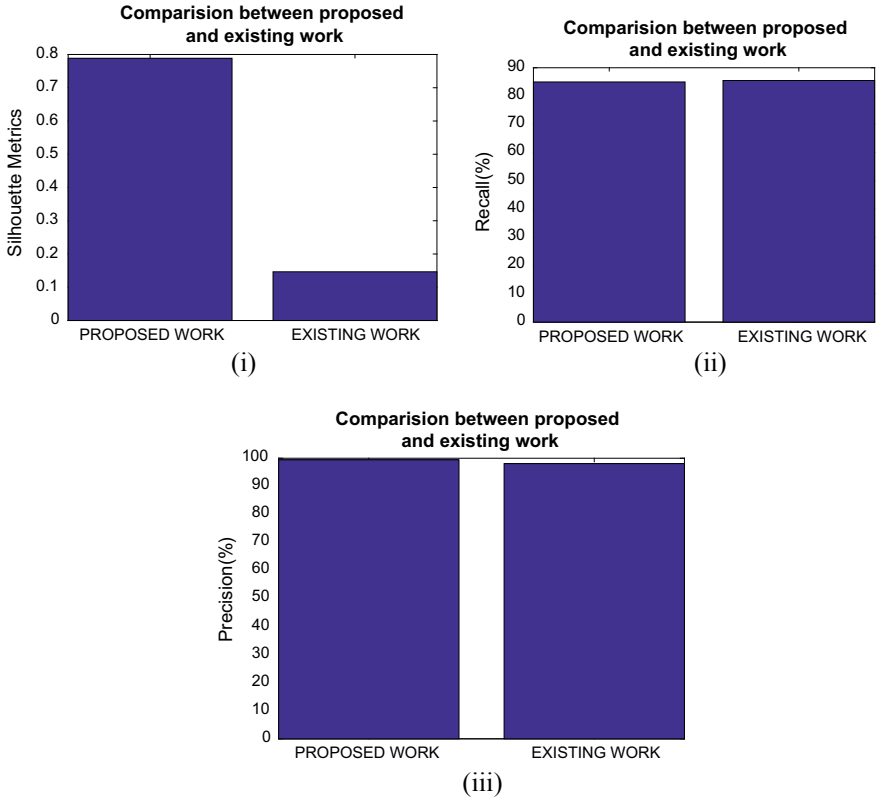 Comparision between proposed
and existing work
0.8
0.7
0.6
0.5
0.4
0.3
0.2
0.1
0
Silhouette Metrics
PROPOSED WORK EXISTING WORK
(i)
Comparision between proposed
and existing work
90
80
70
60
50
40
30
20
10
0
Recall(%)
PROPOSED WORK EXISTING WORK
(ii)
Comparision between proposed
and existing work
100
90
80
70
60
50
40
30
20
10
0
Precision(%)
PROPOSED WORK EXISTING WORK
(iii)